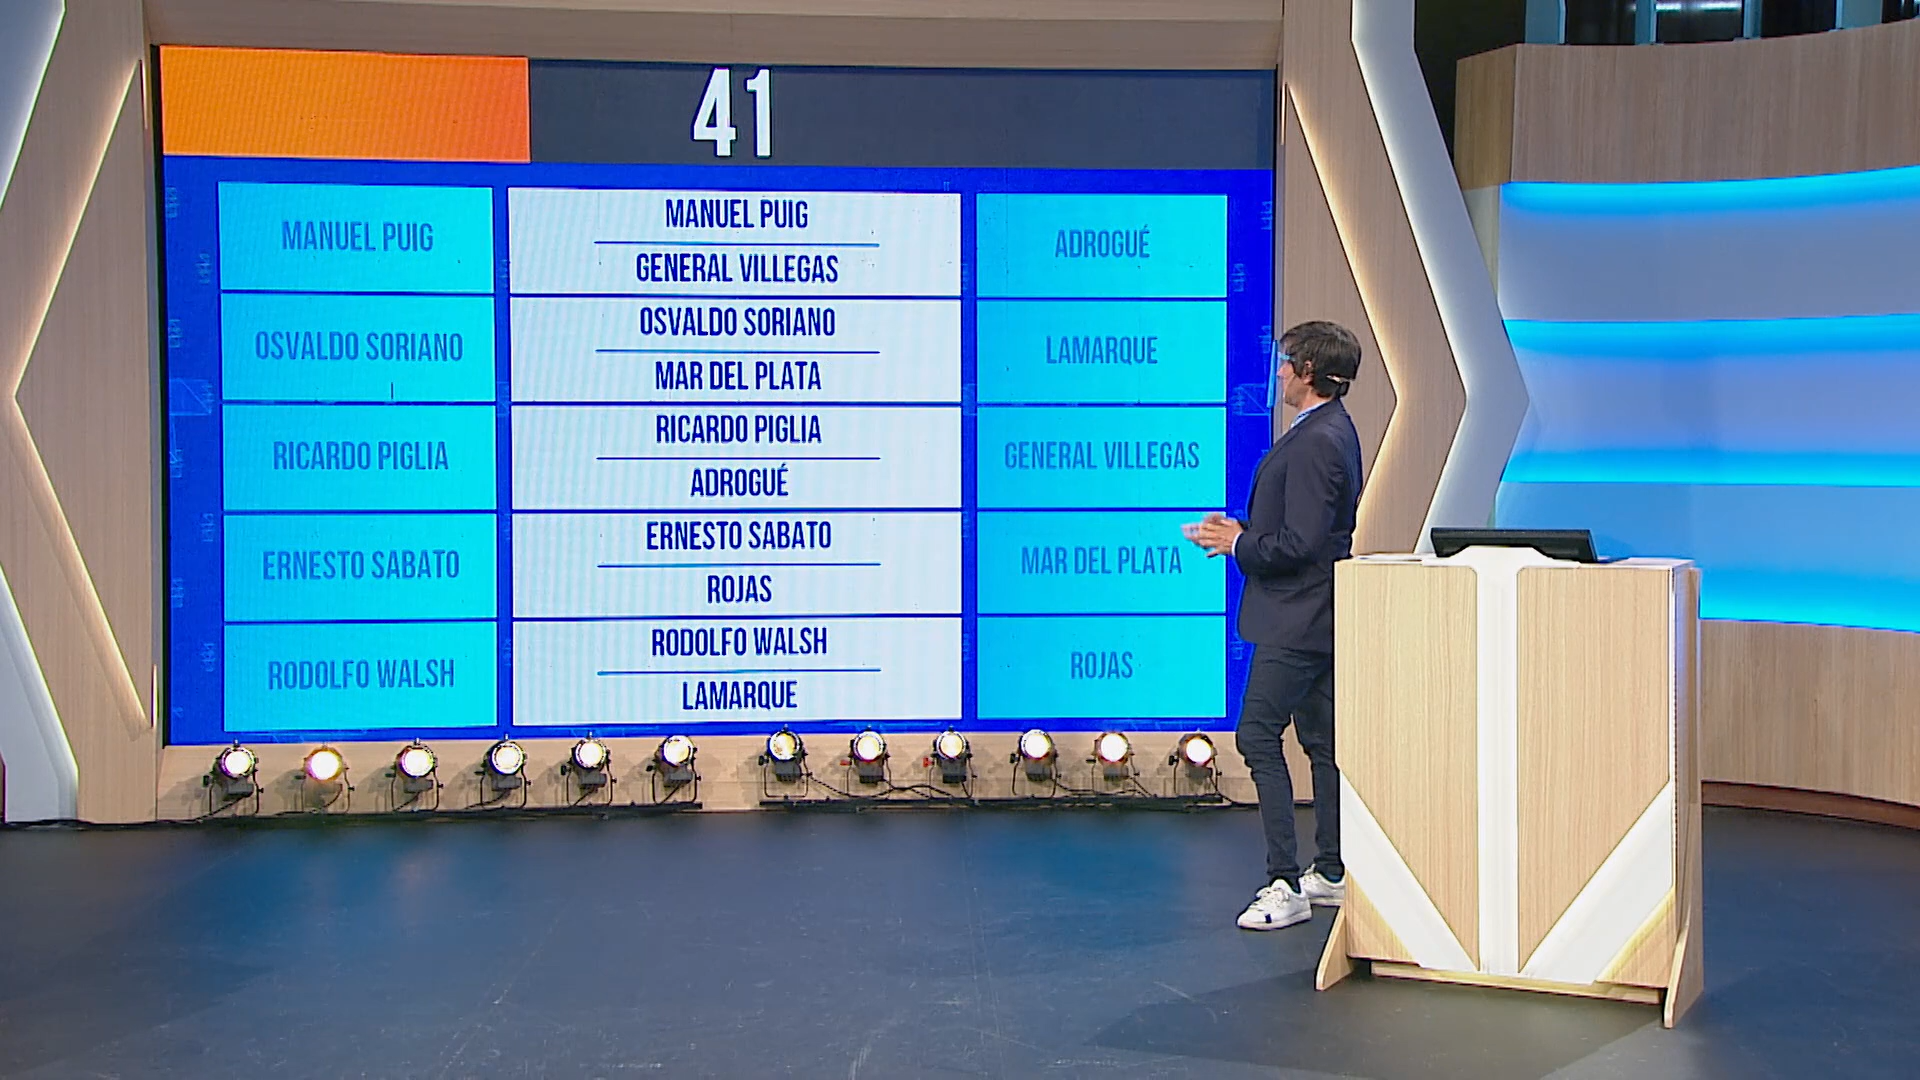 41
MANUEL PUIG
OSVALDO SORIANO
RICARDO PIGLIA
ERNESTO SABATO
RODOLFO WALSH
MANUEL PUIG
GENERAL VILLEGAS
OSVALDO SORIANO
MAR DEL PLATA
RICARDO PIGLIA
ADROGUÉ
ERNESTO SABATO
ROJAS
RODOLFO WALSH
LAMARQUE
ADROGUÉ
LAMARQUE
GENERAL VILLEGAS
MAR DEL PLATA
ROJAS